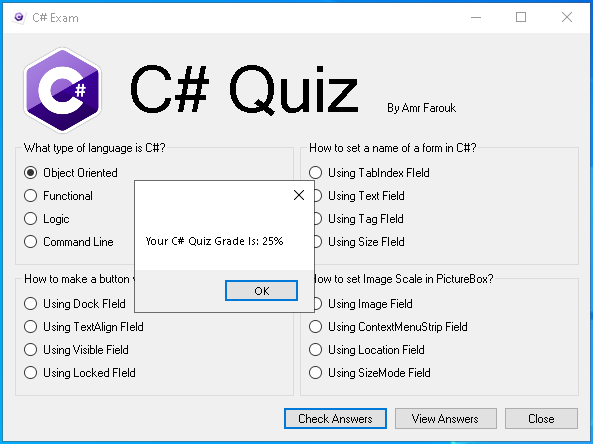 C# Exam
C#
C# Quiz
By Amr Farouk
What type of language is C#?
Object Oriented
Functional
Logic
Command Line
How to set a name of a form in C#?
Using TabIndex FIeld
Using Text Field
Using Tag FIeld
Using Size FIeld
Your C# Quiz Grade Is: 25%
OK
How to make a button
Using Dock FIeld
Using TextAlign FIeld
Using Visible Field
Using Locked FIeld
How to set Image Scale in PictureBox?
Using Image Field
Using ContextMenuStrip Field
Using Location Field
Using SizeMode Field
Check Answers
View Answers
Close